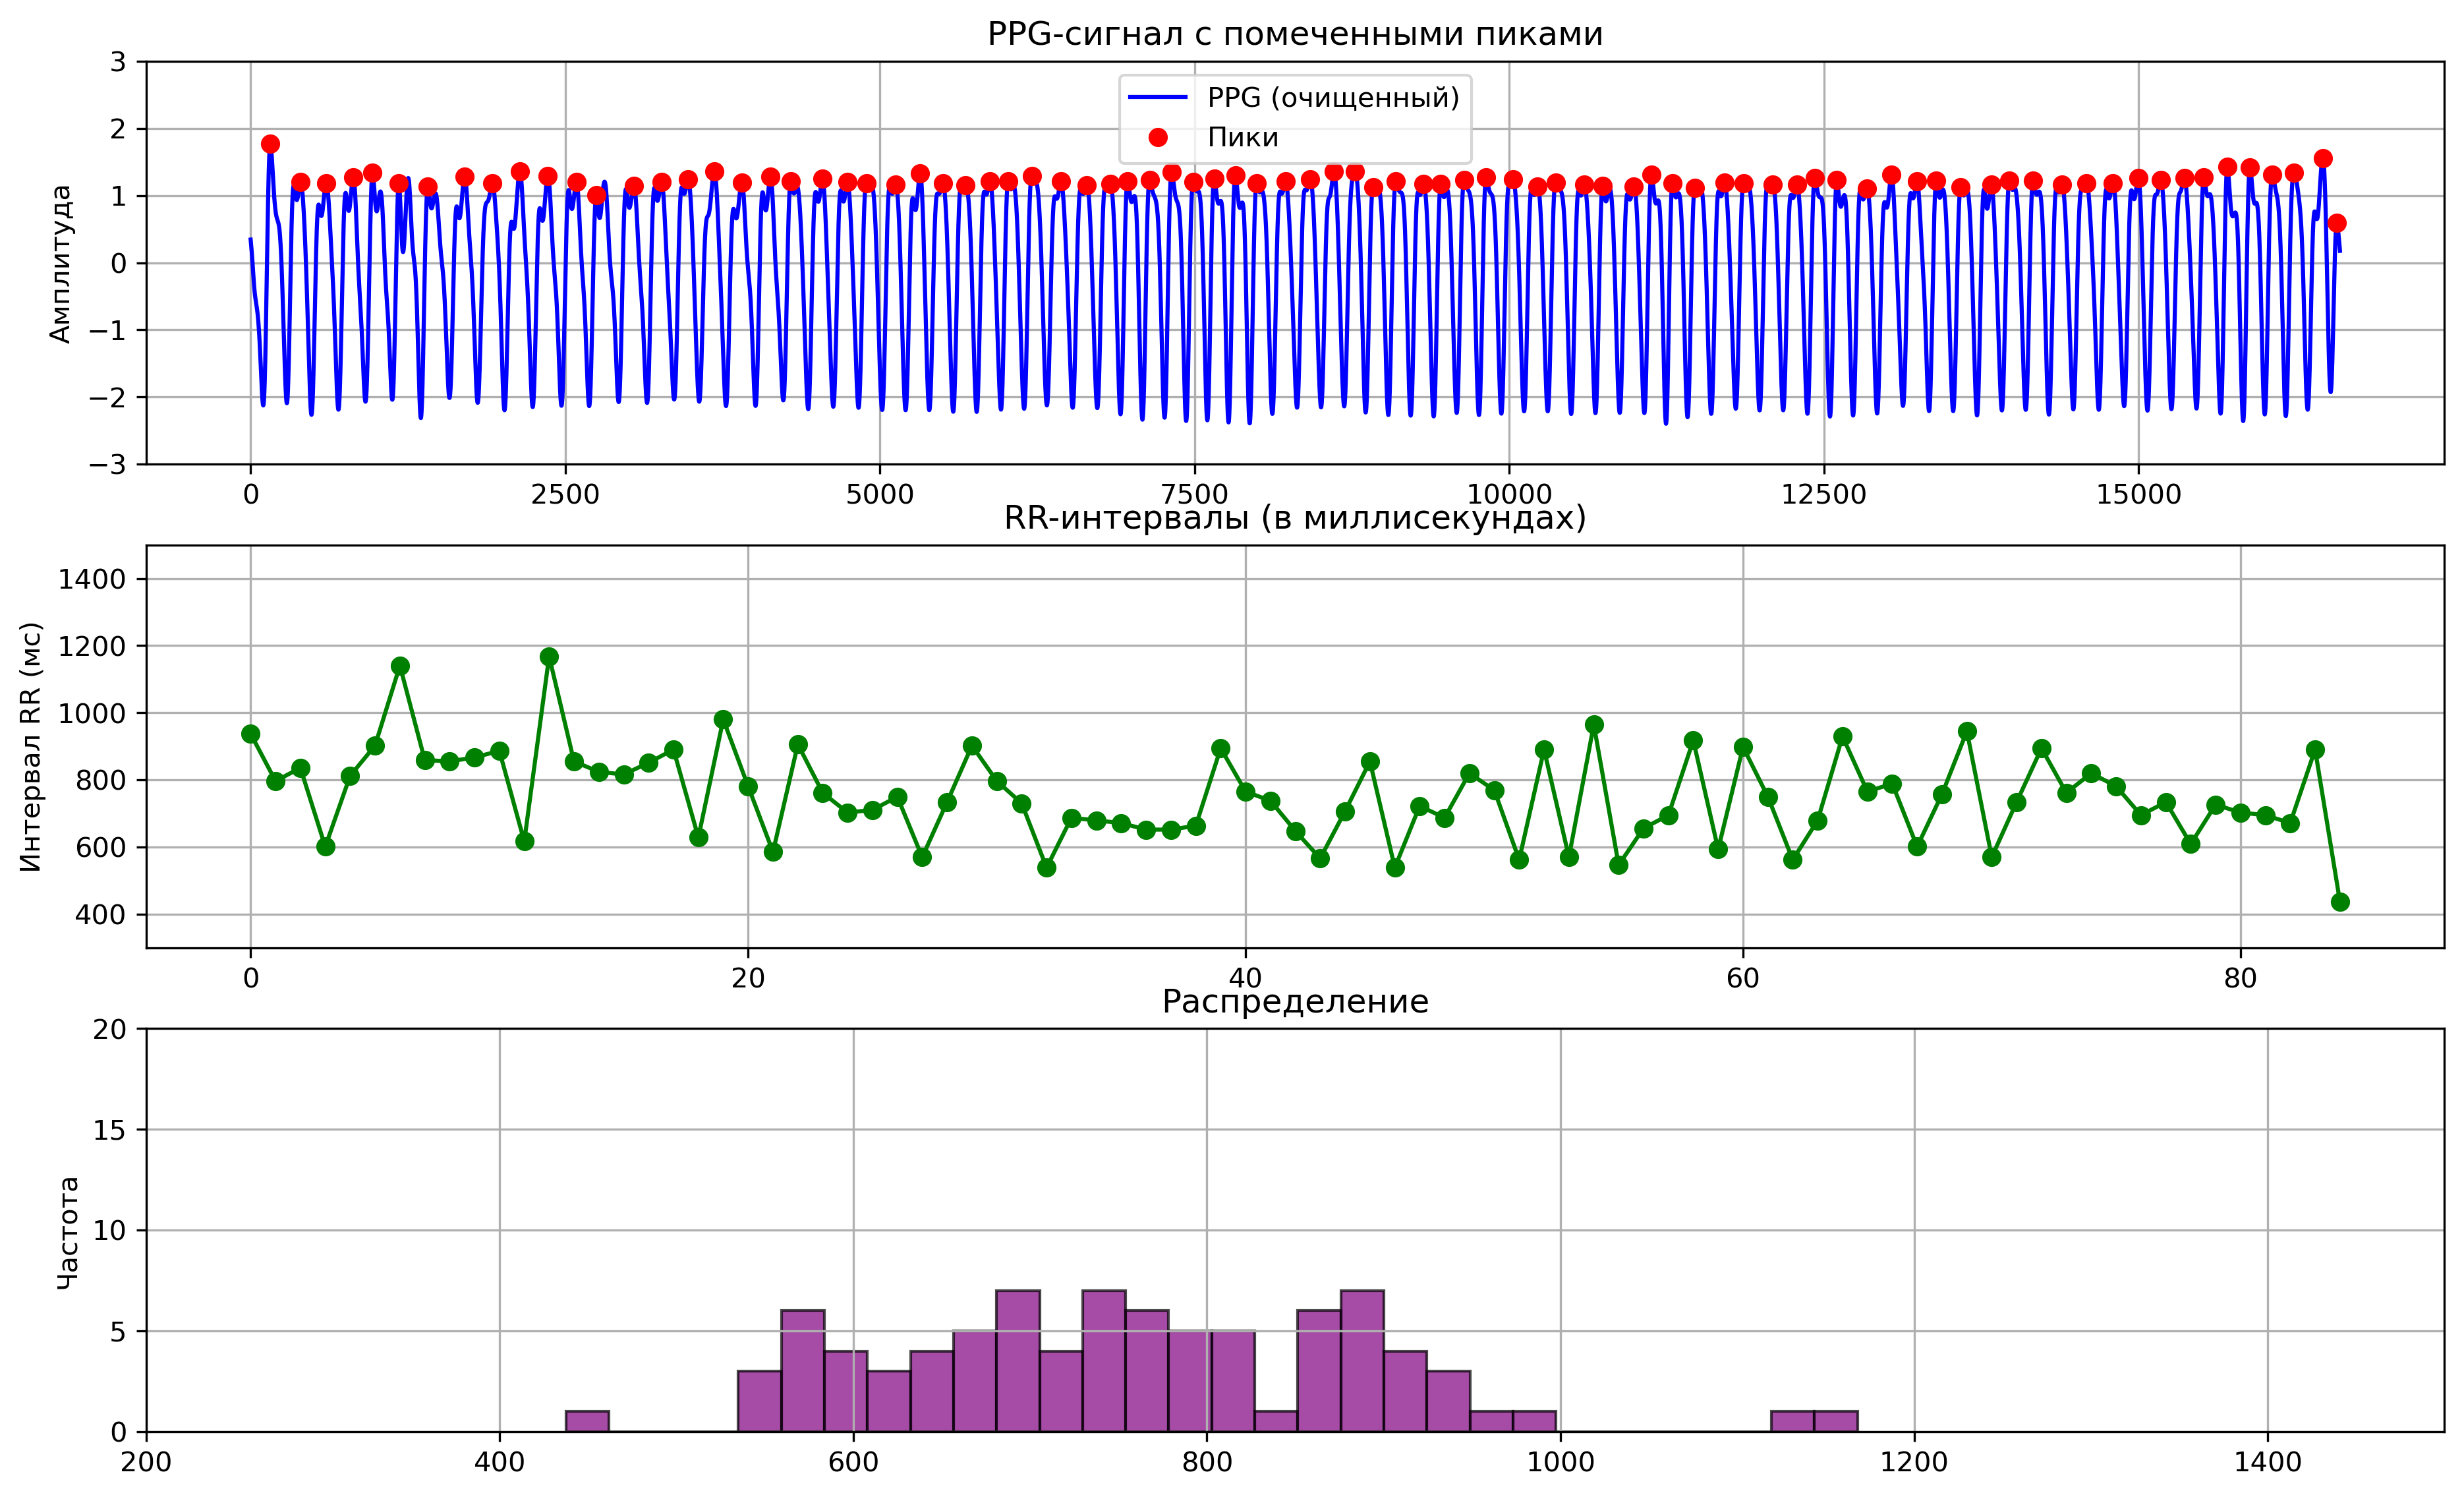 PPG-сигнал с помеченными пиками
Амплитуда
3
2
1
0
−1
−2
−3
PPG (очищенный)
Пики
0 2500 5000 7500 10000 12500 15000
RR-интервалы (в миллисекундах)
Интервал RR (мс)
1400
1200
1000
800
600
400
0 20 40 60 80
Распределение
Частота
20
15
10
5
0
200 400 600 800 1000 1200 1400